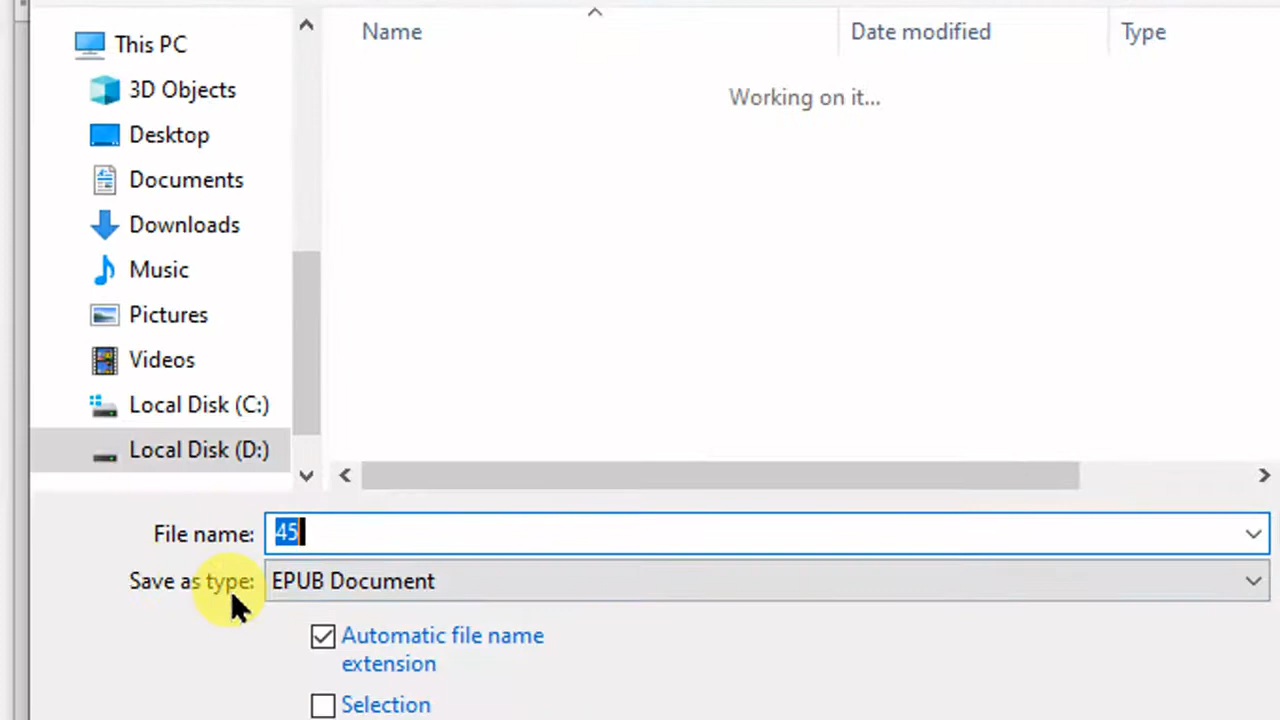 This PC
3D Objects
Desktop
Documents
Downloads
Music
Pictures
Videos
Local Disk (C:)
Local Disk (D:)
Name Date modified Type
Working on it...
File name: 45
Save as type: EPUB Document
Automatic file name
extension
Selection